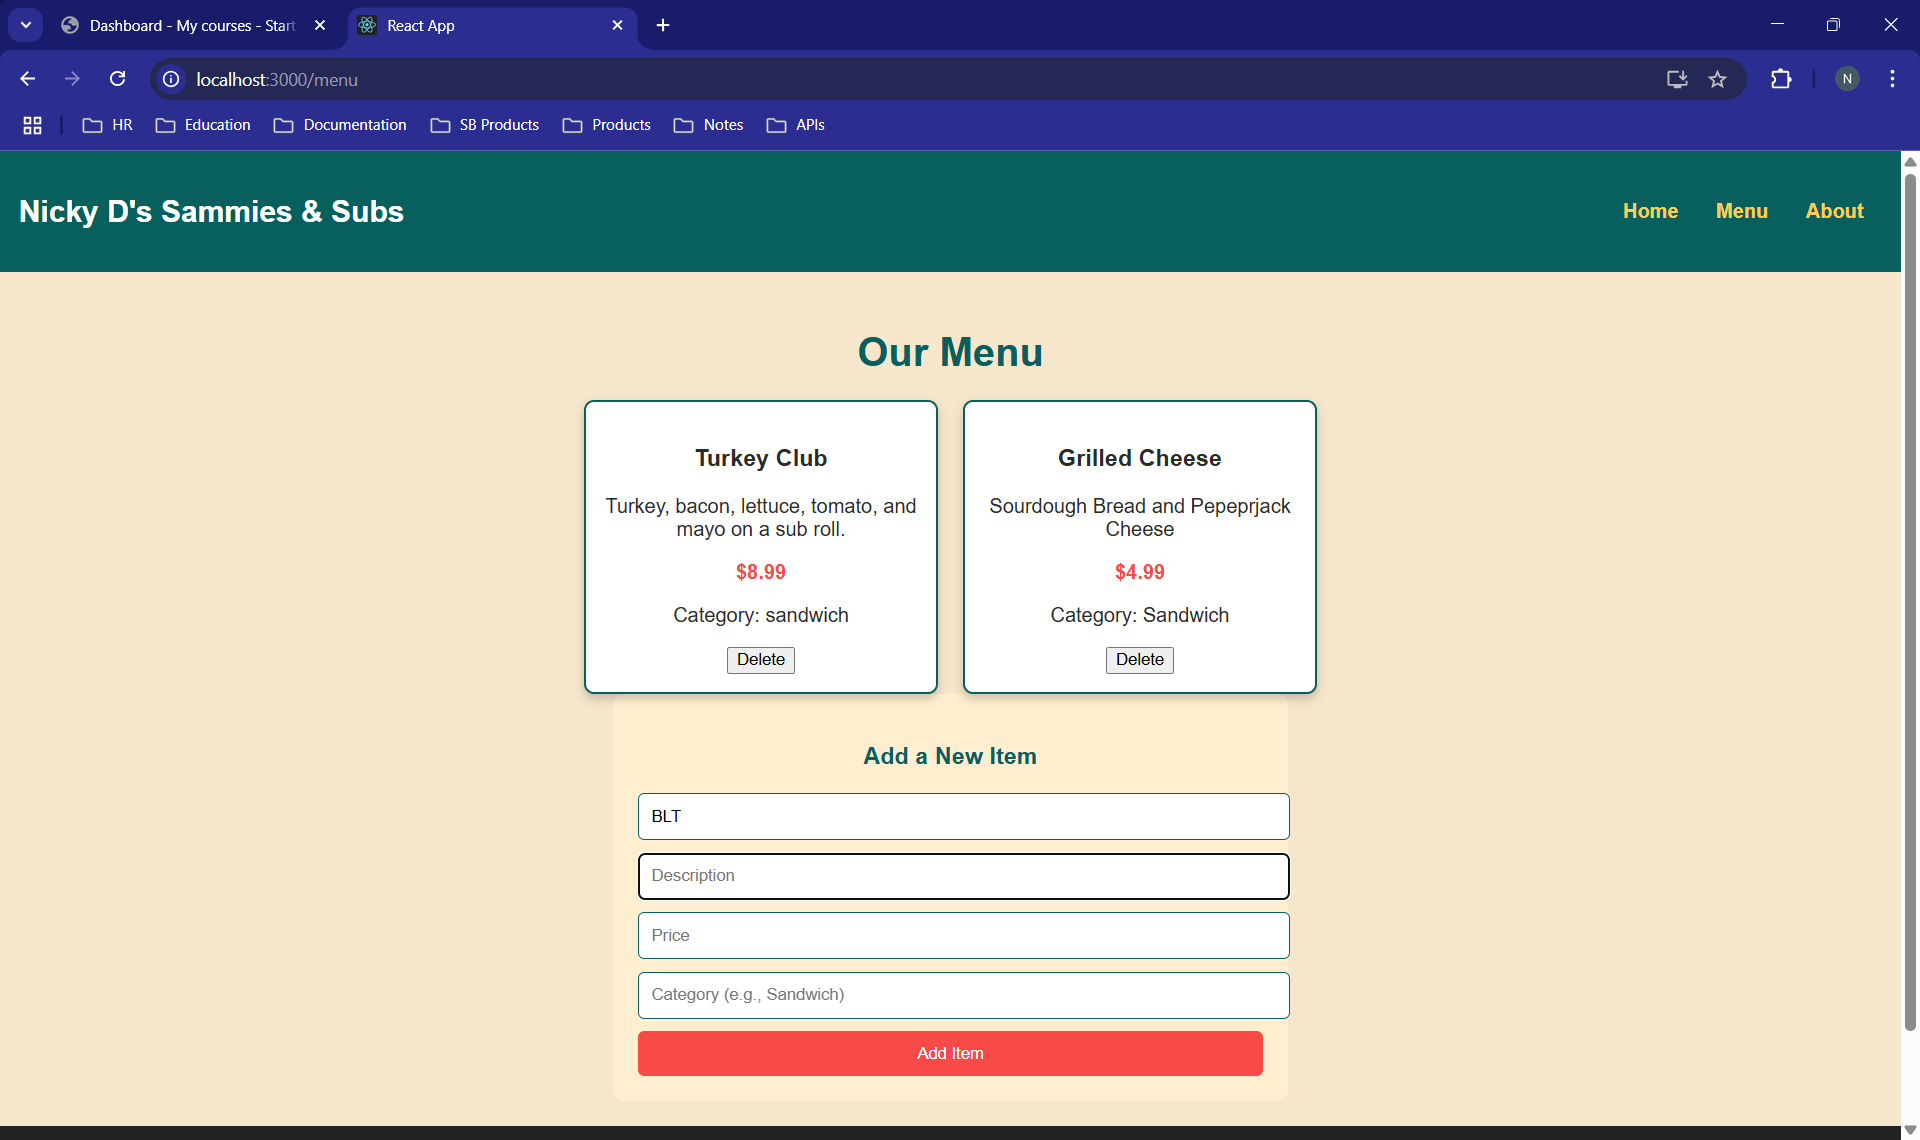 Dashboard - My courses - Start
React App
localhost:3000/menu
N
HR
Education
Documentation
SB Products
Products
Notes
APIs
Nicky D's Sammies & Subs
Home
Menu
About
Our Menu
Turkey Club
Turkey, bacon, lettuce, tomato, and
mayo on a sub roll.
$8.99
Category: sandwich
Delete
Grilled Cheese
Sourdough Bread and Pepeprjack
Cheese
$4.99
Category: Sandwich
Delete
Add a New Item
BLT
Description
Price
Category (e.g., Sandwich)
Add Item